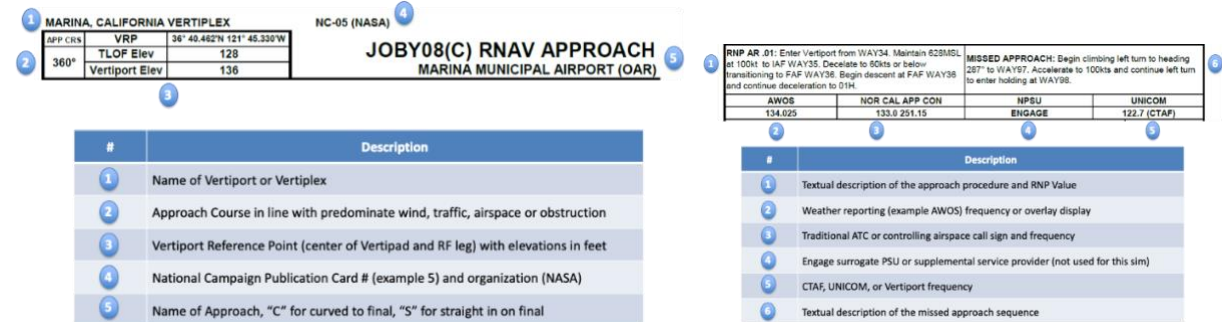 1 MARINA, CALIFORNIA VERTIPLEX
NC-05 (NASA) 4
APP CRS VRP 36° 40.462'N 121° 45.330'W
2 360° TLOF Elev 128
Vertiport Elev 136
JOBY08(C) RNAV APPROACH 5
MARINA MUNICIPAL AIRPORT (OAR)
3
# Description
1 Name of Vertiport or Vertiplex
2 Approach Course in line with predominate wind, traffic, airspace or obstruction
3 Vertiport Reference Point (center of Vertipad and RF leg) with elevations in feet
4 National Campaign Publication Card # (example 5) and organization (NASA)
5 Name of Approach, "C" for curved to final, "S" for straight in on final
1 RNP AR .01: Enter Vertiport from WAY34. Maintain 628MSL
at 100kt to IAF WAY35. Decelate to 60kts or below
transitioning to FAF WAY36. Begin descent at FAF WAY36
and continue deceleration to 01H.
MISSED APPROACH: Begin climbing left turn to heading
287° to WAY97. Accelerate to 100kts and continue left turn
to enter holding at WAY98.
6
AWOS NOR CAL APP CON NPSU UNICOM
134.025 133.0 251.15 ENGAGE 122.7 (CTAF)
2 3 4 5
# Description
1 Textual description of the approach procedure and RNP Value
2 Weather reporting (example AWOS) frequency or overlay display
3 Traditional ATC or controlling airspace call sign and frequency
4 Engage surrogate PSU or supplemental service provider (not used for this sim)
5 CTAF, UNICOM, or Vertiport frequency
6 Textual description of the missed approach sequence